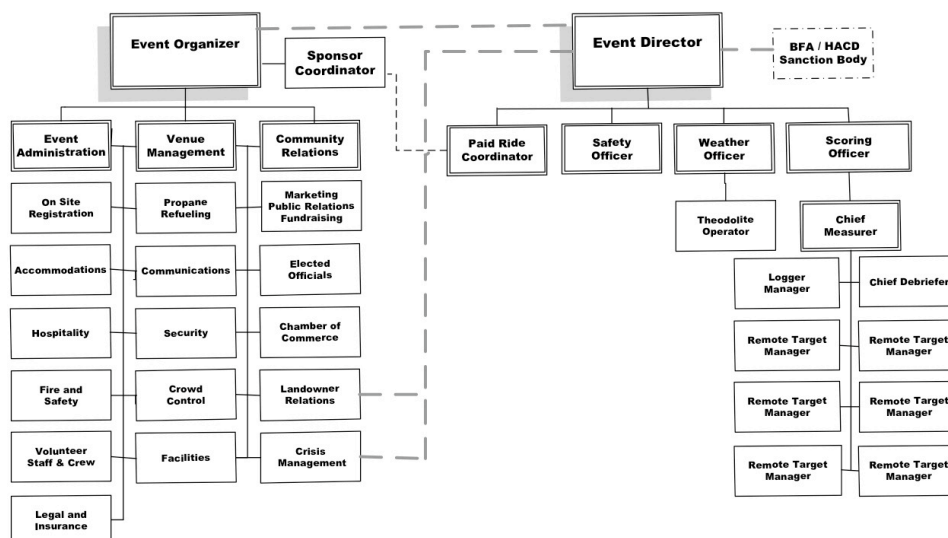 Event Organizer
Sponsor
Coordinator
Event Director
BFA / HACD
Sanction Body
Event
Administration
Venue
Management
Community
Relations
Paid Ride
Coordinator
Safety
Officer
Weather
Officer
Scoring
Officer
On Site
Registration
Propane
Refueling
Marketing
Public Relations
Fundraising
Theodolite
Operator
Chief
Measurer
Accommodations
Communications
Elected
Officials
Logger
Manager
Chief Debriefer
Hospitality
Security
Chamber of
Commerce
Remote Target
Manager
Remote Target
Manager
Fire and
Safety
Crowd
Control
Landowner
Relations
Remote Target
Manager
Remote Target
Manager
Volunteer
Staff & Crew
Facilities
Crisis
Management
Remote Target
Manager
Remote Target
Manager
Legal and
Insurance